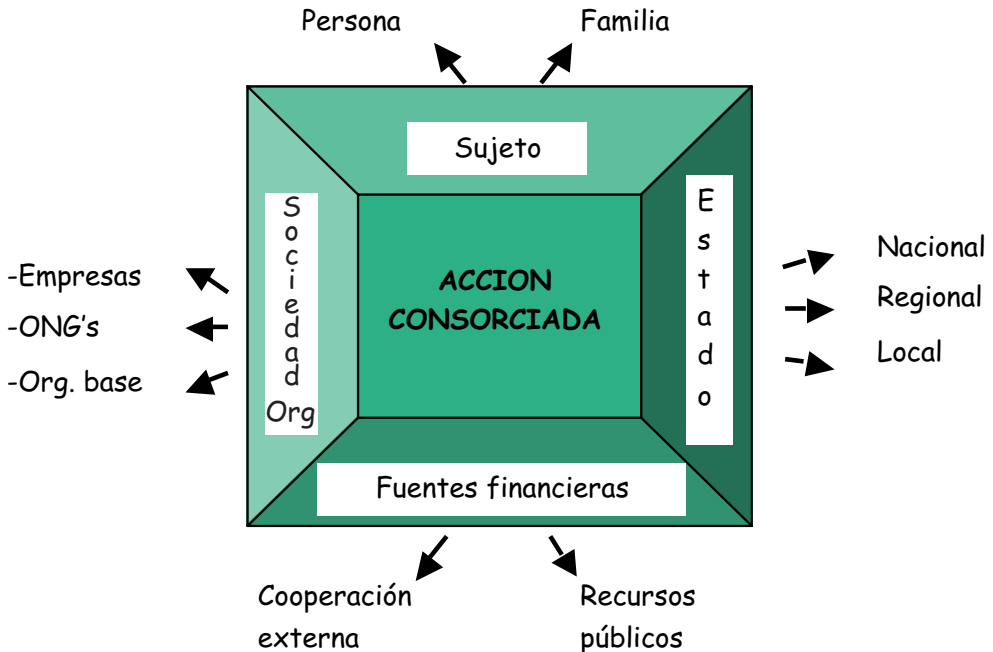 Persona
Familia
Sujeto
Sociedad
Org
Estado
ACCION
CONSORCIADA
-Empresas
-ONG's
-Org. base
Nacional
Regional
Local
Fuentes financieras
Cooperación
externa
Recursos
públicos